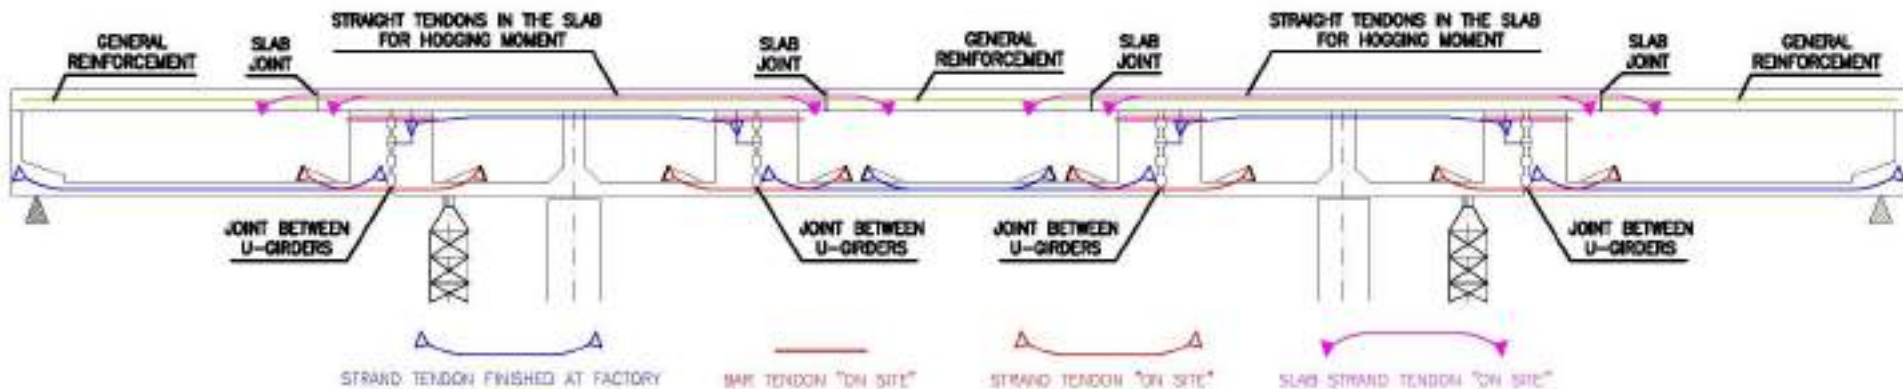 GENERAL
REINFORCEMENT
SLAB
JOINT
STRAIGHT TENDONS IN THE SLAB
FOR HOGGING MOMENT
SLAB
JOINT
GENERAL
REINFORCEMENT
SLAB
JOINT
STRAIGHT TENDONS IN THE SLAB
FOR HOGGING MOMENT
SLAB
JOINT
GENERAL
REINFORCEMENT
JOINT BETWEEN
U-GIRDERS
JOINT BETWEEN
U-GIRDERS
JOINT BETWEEN
U-GIRDERS
JOINT BETWEEN
U-GIRDERS
STRAND TENDON FINISHED AT FACTORY
BAR TENDON "ON SITE"
STRAND TENDON "ON SITE"
SLAB STRAND TENDON "ON SITE"